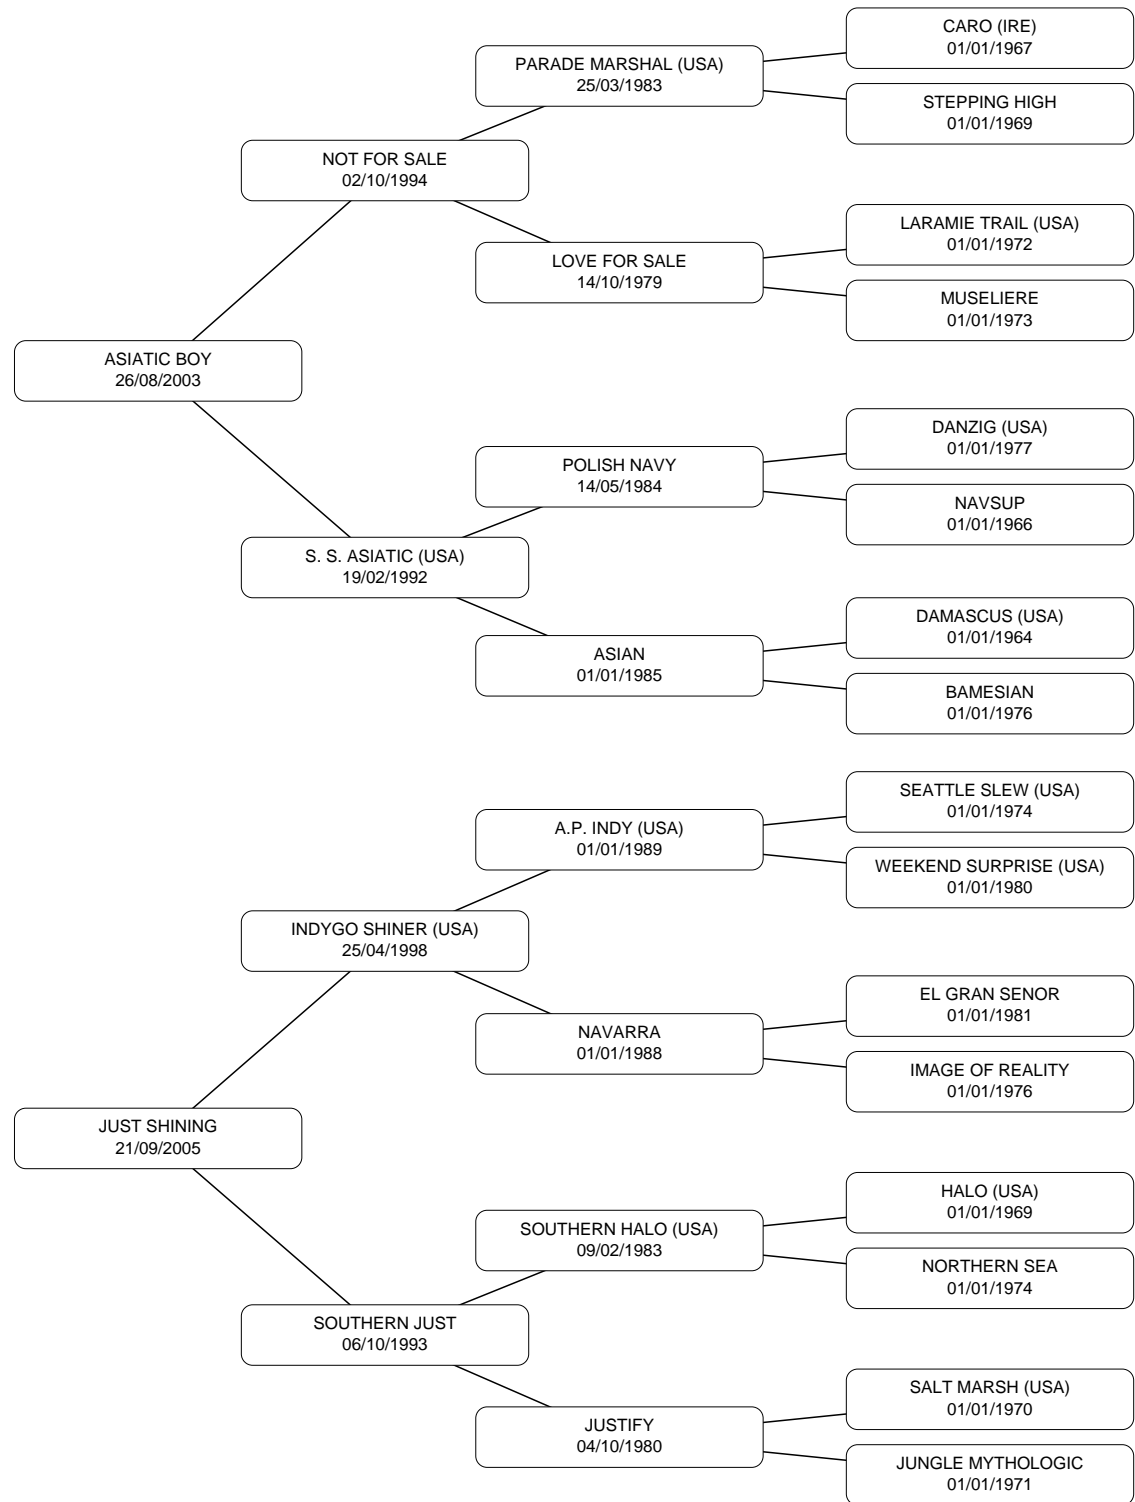 CARO (IRE)
01/01/1967
PARADE MARSHAL (USA)
25/03/1983
STEPPING HIGH
01/01/1969
NOT FOR SALE
02/10/1994
LARAMIE TRAIL (USA)
01/01/1972
LOVE FOR SALE
14/10/1979
MUSELIERE
01/01/1973
ASIATIC BOY
26/08/2003
DANZIG (USA)
01/01/1977
POLISH NAVY
14/05/1984
NAVSUP
01/01/1966
S. S. ASIATIC (USA)
19/02/1992
DAMASCUS (USA)
01/01/1964
ASIAN
01/01/1985
BAMESIAN
01/01/1976
SEATTLE SLEW (USA)
01/01/1974
A.P. INDY (USA)
01/01/1989
WEEKEND SURPRISE (USA)
01/01/1980
INDYGO SHINER (USA)
25/04/1998
EL GRAN SENOR
01/01/1981
NAVARRA
01/01/1988
IMAGE OF REALITY
01/01/1976
JUST SHINING
21/09/2005
HALO (USA)
01/01/1969
SOUTHERN HALO (USA)
09/02/1983
NORTHERN SEA
01/01/1974
SOUTHERN JUST
06/10/1993
SALT MARSH (USA)
01/01/1970
JUSTIFY
04/10/1980
JUNGLE MYTHOLOGIC
01/01/1971